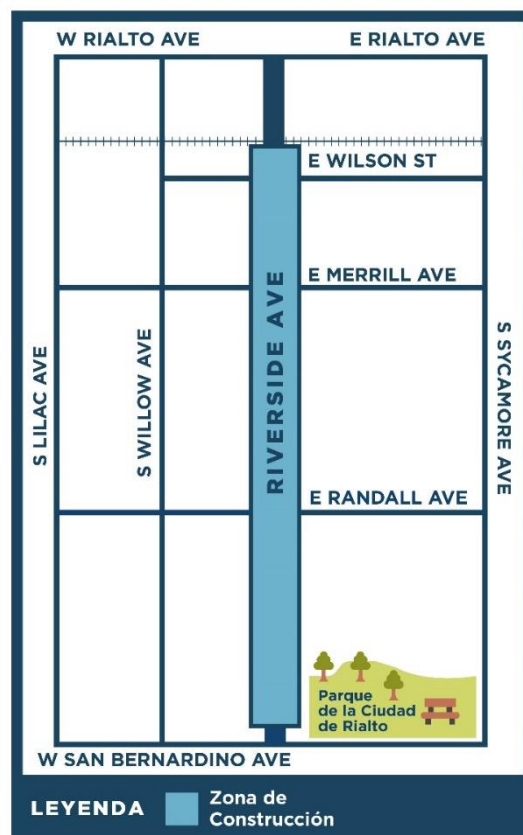 W RIALTO AVE
E RIALTO AVE
E WILSON ST
E MERRILL AVE
RIVERSIDE AVE
S LILAC AVE
S WILLOW AVE
S SYCAMORE AVE
E RANDALL AVE
Parque
de la Ciudad
de Rialto
W SAN BERNARDINO AVE
LEYENDA
Zona de
Construcción